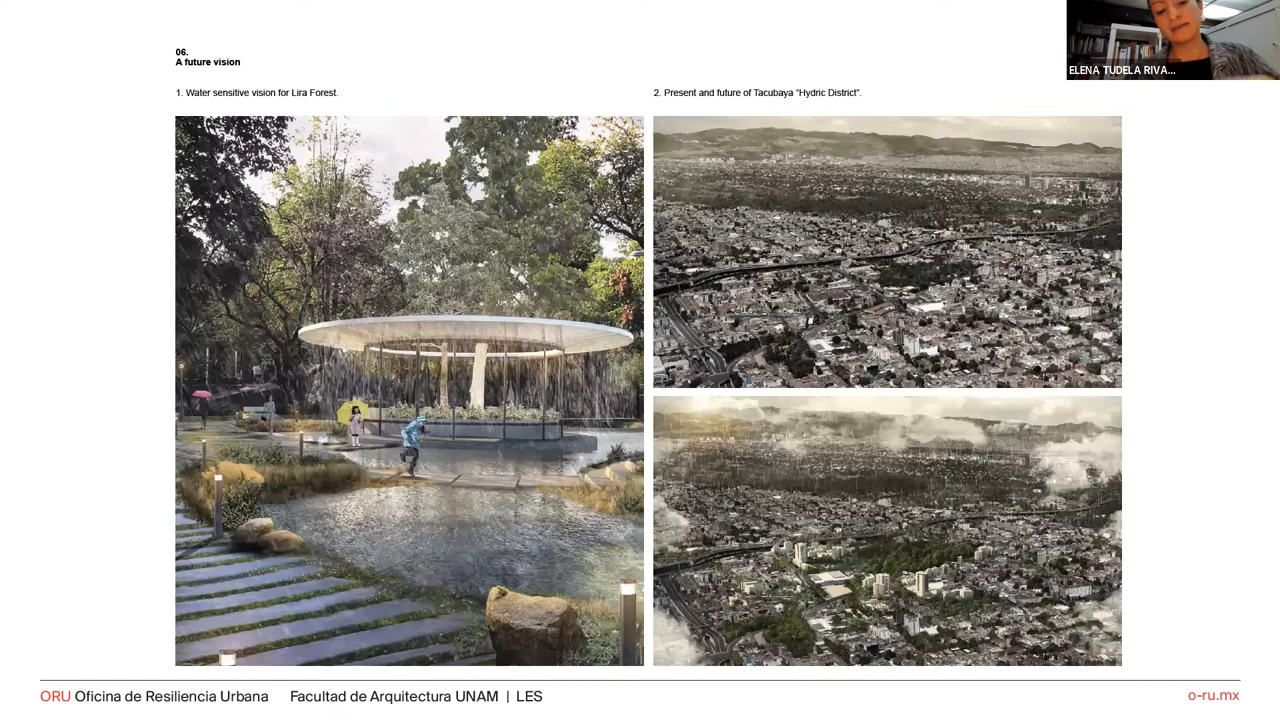 ELENA TUDELA RIVA...
06.
A future vision
1. Water sensitive vision for Lira Forest.
2. Present and future of Tacubaya "Hydric District".
ORU Oficina de Resiliencia Urbana Facultad de Arquitectura UNAM | LES
o-ru.mx